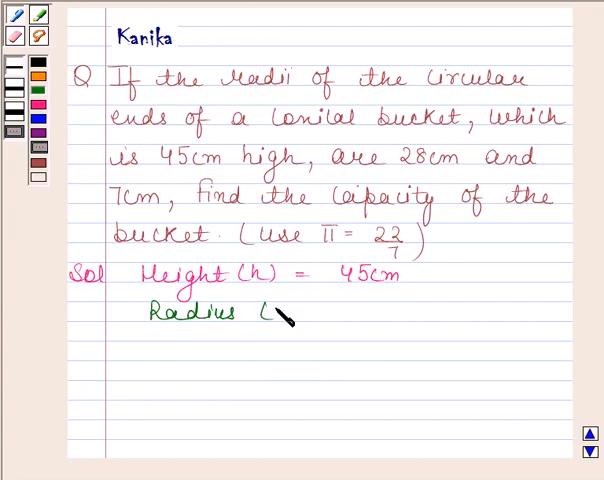 Kanika
Q If the radii of the circular
ends of a conical bucket, which
is 45cm high, are 28cm and
7cm, find the capacity of the
bucket. (Use π = 22/7)
Sol Height (h) = 45cm
Radius (